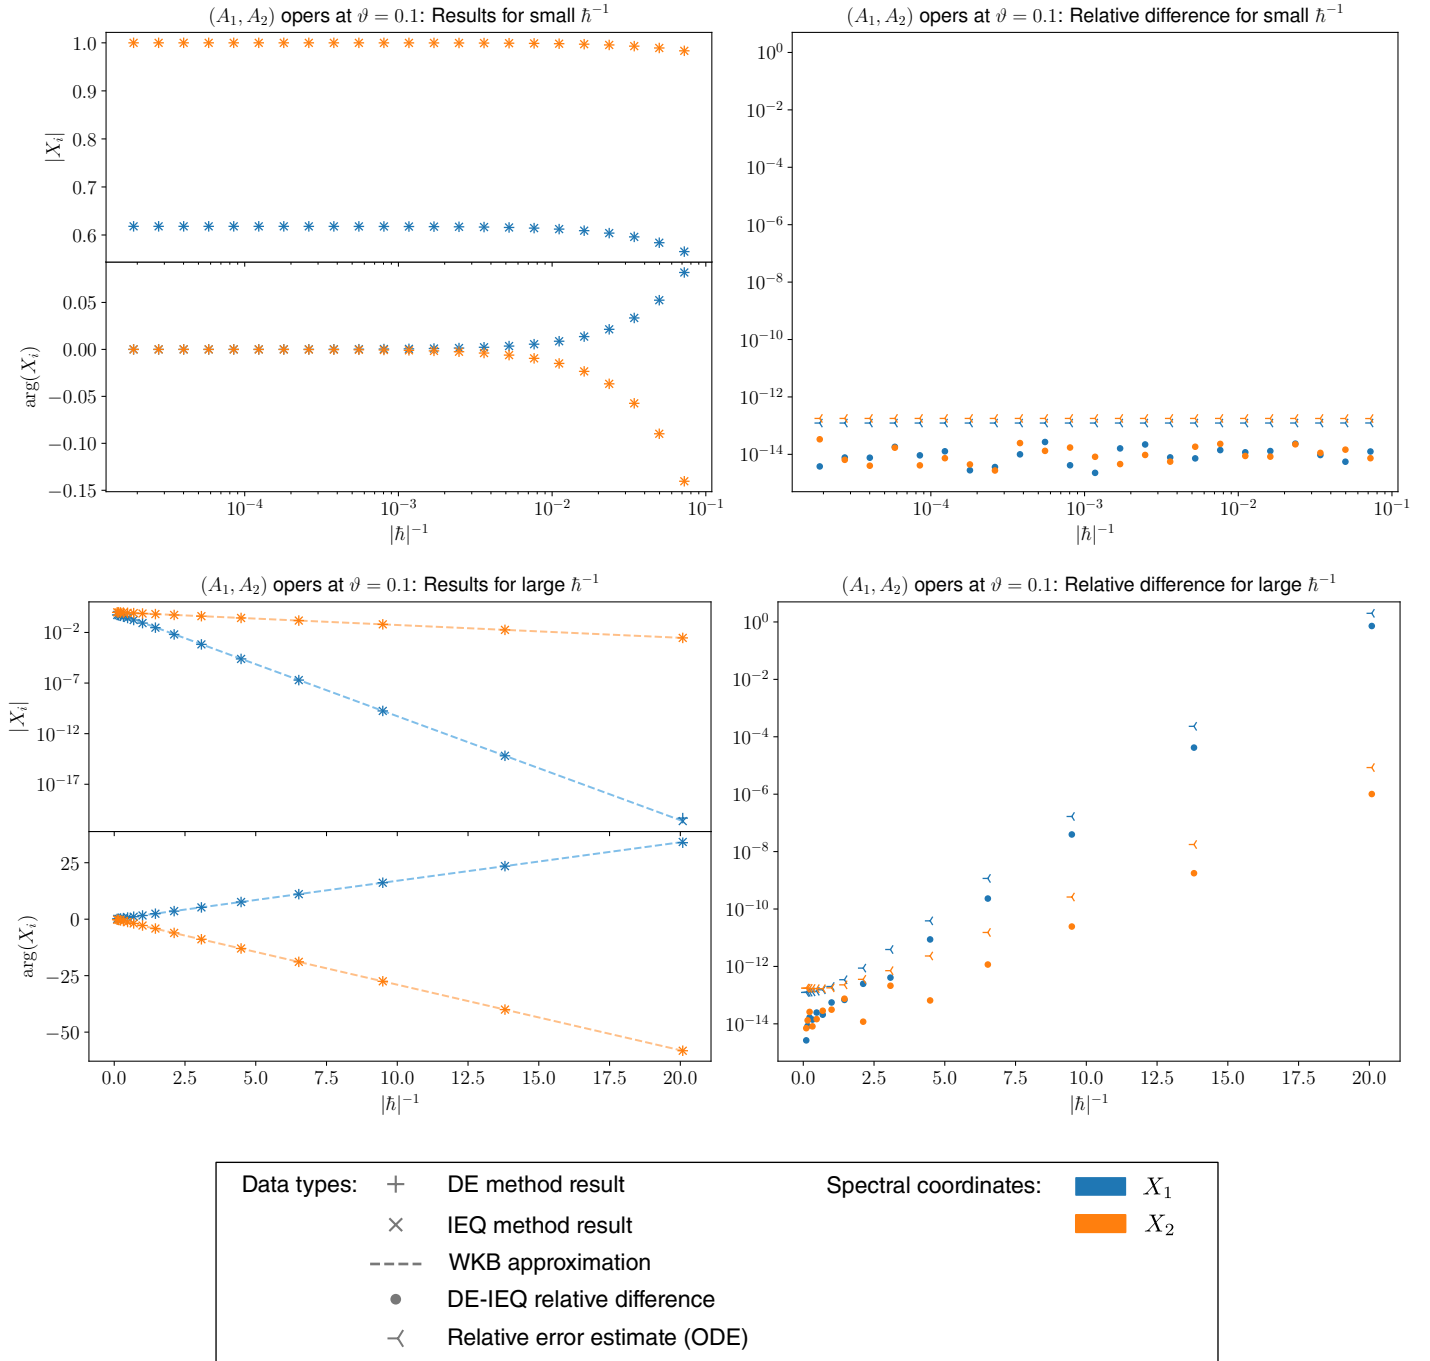 (A₁, A₂) opers at ϑ = 0.1: Results for small ħ⁻¹
1.0
0.9
0.8
0.7
0.6
|Xᵢ|
0.05
0.00
−0.05
−0.10
−0.15
arg(Xᵢ)
10⁻⁴
10⁻³
10⁻²
10⁻¹
|ħ|⁻¹
(A₁, A₂) opers at ϑ = 0.1: Relative difference for small ħ⁻¹
10⁰
10⁻²
10⁻⁴
10⁻⁶
10⁻⁸
10⁻¹⁰
10⁻¹²
10⁻¹⁴
10⁻⁴
10⁻³
10⁻²
10⁻¹
|ħ|⁻¹
(A₁, A₂) opers at ϑ = 0.1: Results for large ħ⁻¹
10⁻²
10⁻⁷
10⁻¹²
10⁻¹⁷
|Xᵢ|
25
0
−25
−50
arg(Xᵢ)
0.0
2.5
5.0
7.5
10.0
12.5
15.0
17.5
20.0
|ħ|⁻¹
(A₁, A₂) opers at ϑ = 0.1: Relative difference for large ħ⁻¹
10⁰
10⁻²
10⁻⁴
10⁻⁶
10⁻⁸
10⁻¹⁰
10⁻¹²
10⁻¹⁴
0.0
2.5
5.0
7.5
10.0
12.5
15.0
17.5
20.0
|ħ|⁻¹
Data types:
DE method result
IEQ method result
WKB approximation
DE-IEQ relative difference
Relative error estimate (ODE)
Spectral coordinates:
X₁
X₂